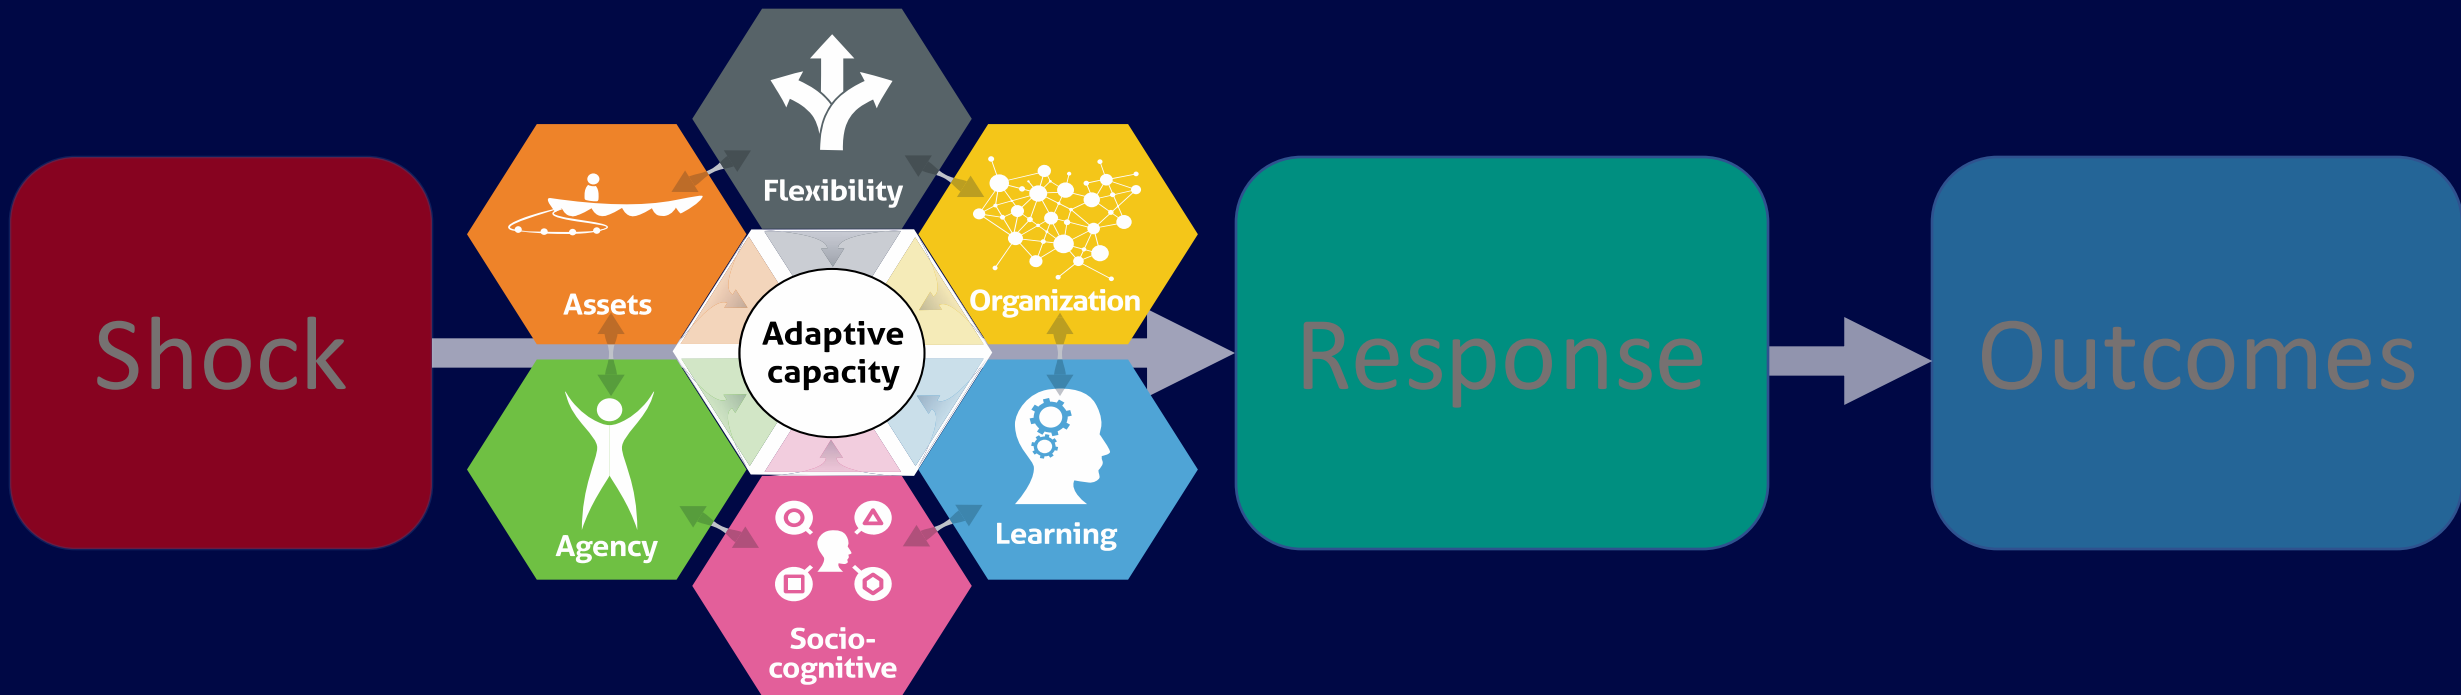 Shock
Flexibility
Assets
Organization
Adaptive
capacity
Agency
Learning
Socio-
cognitive
Response
Outcomes